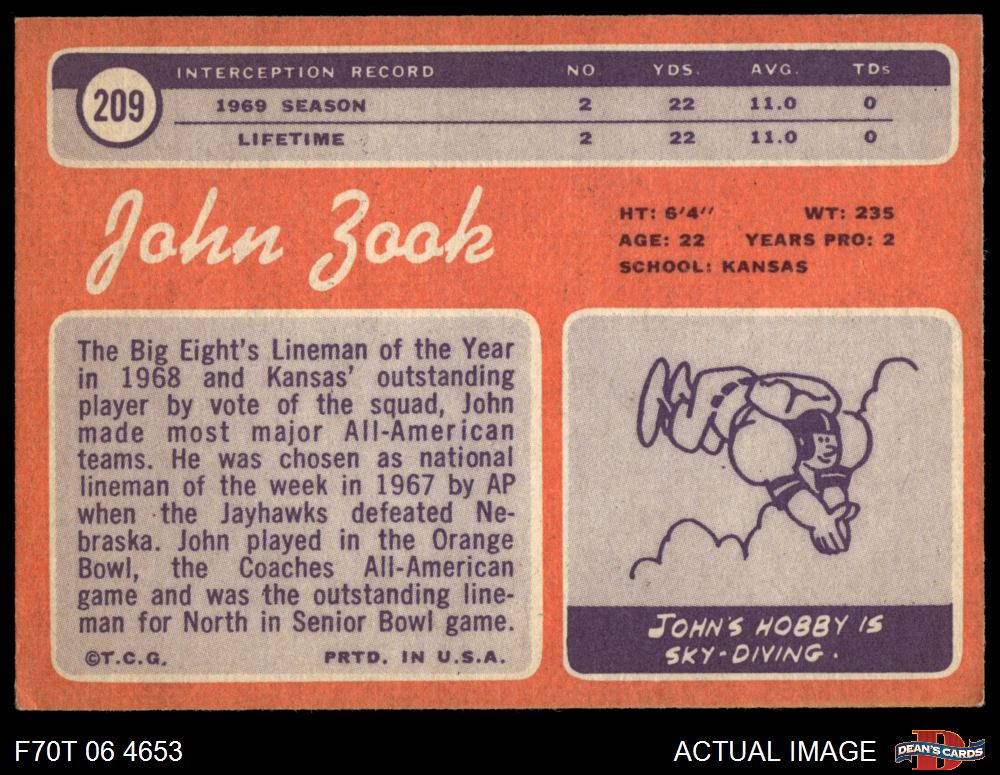 209
INTERCEPTION RECORD NO. YDS. AVG. TDs
1969 SEASON 2 22 11.0 0
LIFETIME 2 22 11.0 0
John Zook
HT: 6'4" WT: 235
AGE: 22 YEARS PRO: 2
SCHOOL: KANSAS
The Big Eight's Lineman of the Year
in 1968 and Kansas' outstanding
player by vote of the squad, John
made most major All-American
teams. He was chosen as national
lineman of the week in 1967 by AP
when the Jayhawks defeated Ne-
braska. John played in the Orange
Bowl, the Coaches All-American
game and was the outstanding line-
man for North in Senior Bowl game.
©T.C.G. PRTD. IN U.S.A.
JOHN'S HOBBY IS
SKY-DIVING.
F70T 06 4653
ACTUAL IMAGE
D
DEAN'S CARDS